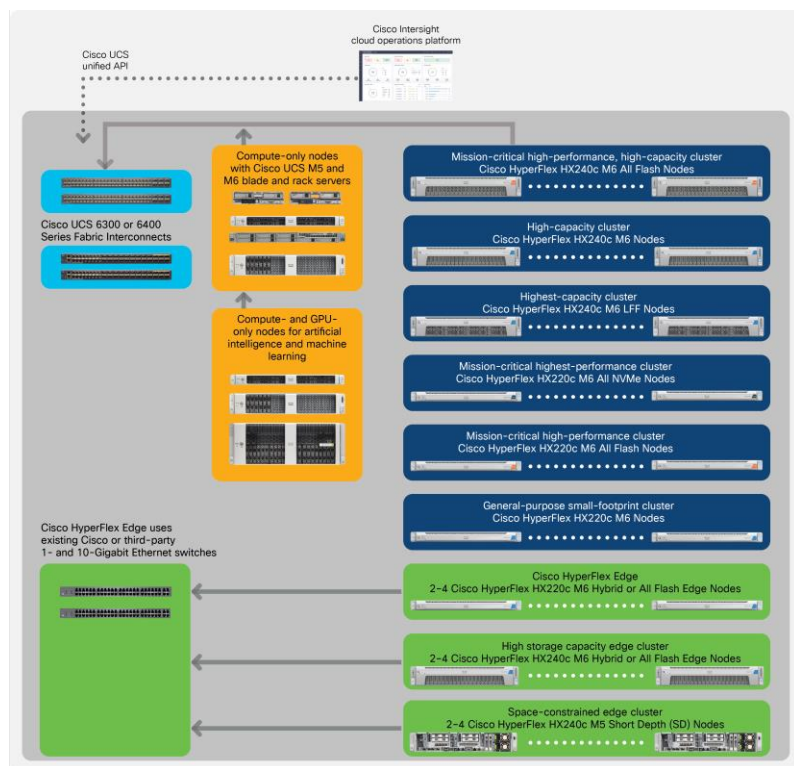 Cisco Intersight
cloud operations platform
Cisco UCS
unified API
Cisco UCS 6300 or 6400
Series Fabric Interconnects
Compute-only nodes
with Cisco UCS M5 and
M6 blade and rack servers
Compute- and GPU-
only nodes for artificial
intelligence and machine
learning
Mission-critical high-performance, high-capacity cluster
Cisco HyperFlex HX240c M6 All Flash Nodes
High-capacity cluster
Cisco HyperFlex HX240c M6 Nodes
Highest-capacity cluster
Cisco HyperFlex HX240c M6 LFF Nodes
Mission-critical highest-performance cluster
Cisco HyperFlex HX220c M6 All NVMe Nodes
Mission-critical high-performance cluster
Cisco HyperFlex HX220c M6 All Flash Nodes
General-purpose small-footprint cluster
Cisco HyperFlex HX220c M6 Nodes
Cisco HyperFlex Edge uses
existing Cisco or third-party
1- and 10-Gigabit Ethernet switches
Cisco HyperFlex Edge
2-4 Cisco HyperFlex HX220c M6 Hybrid or All Flash Edge Nodes
High storage capacity edge cluster
2-4 Cisco HyperFlex HX240c M6 Hybrid or All Flash Edge Nodes
Space-constrained edge cluster
2-4 Cisco HyperFlex HX240c M5 Short Depth (SD) Nodes